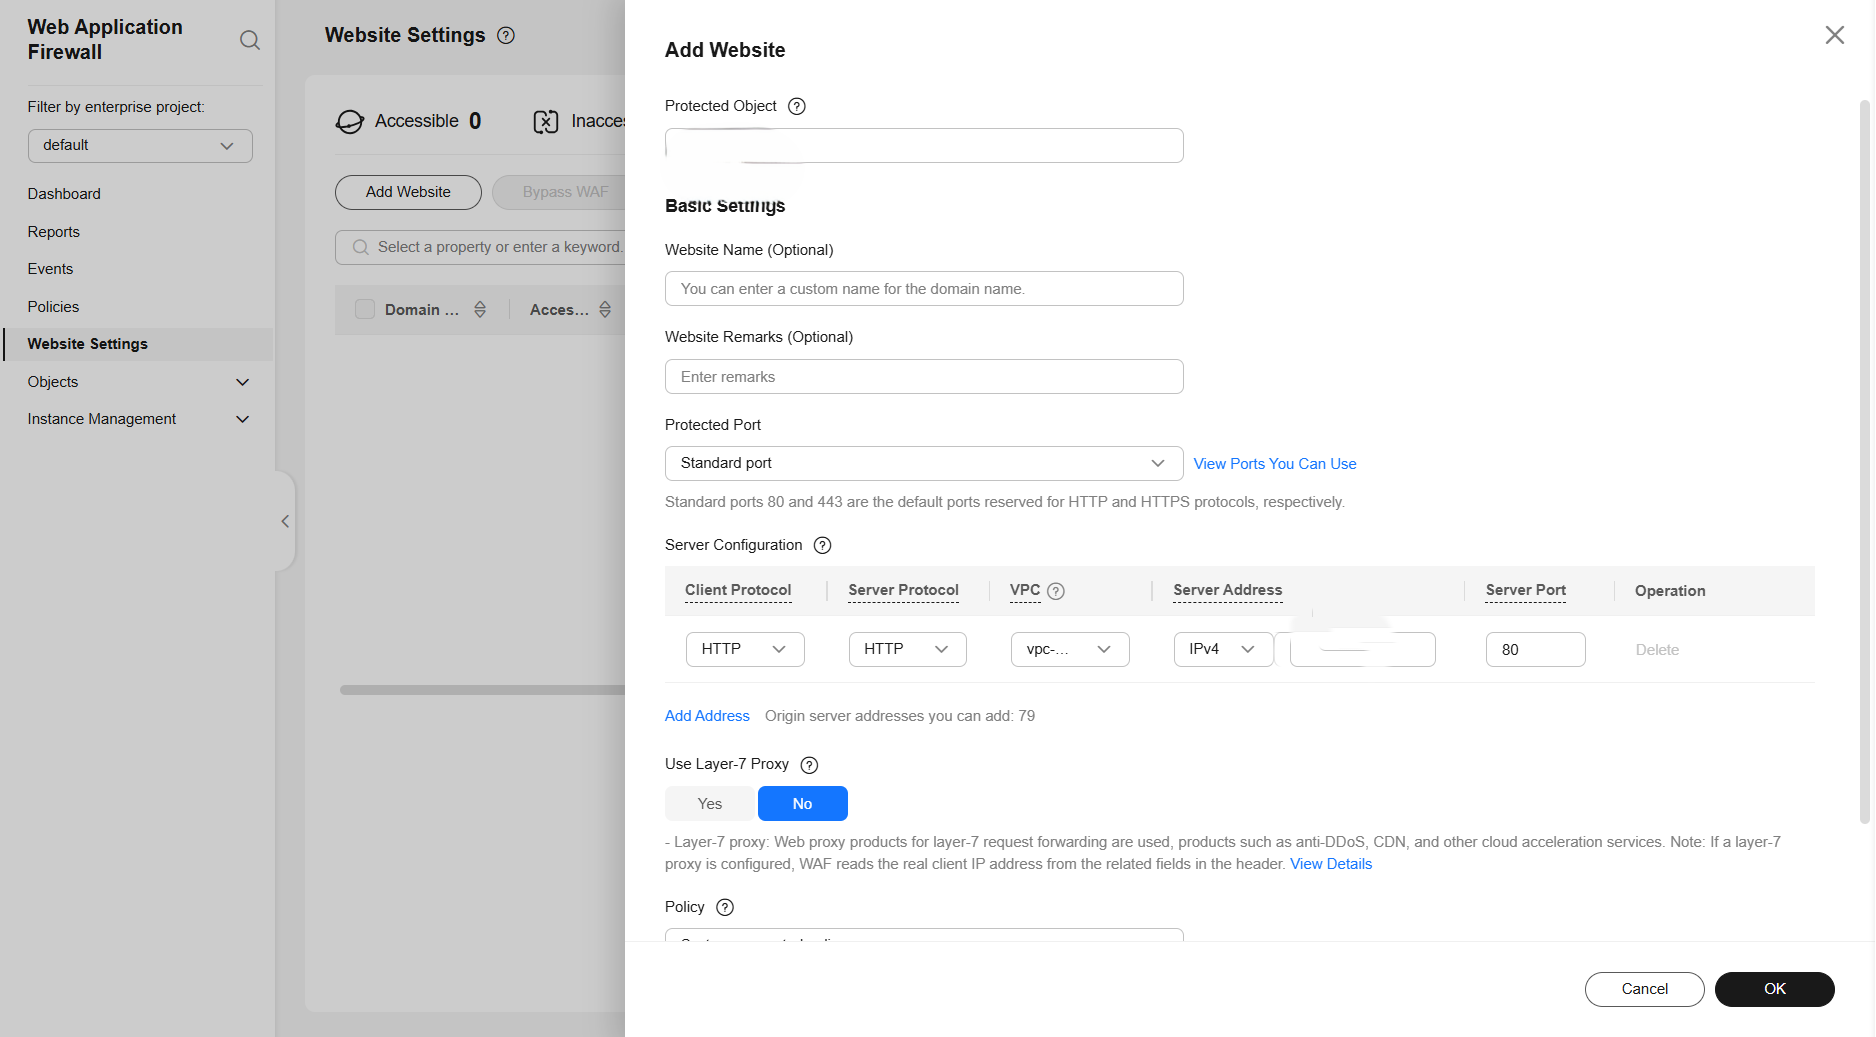 Web Application
Firewall
Filter by enterprise project:
default
Dashboard
Reports
Events
Policies
Website Settings
Objects
Instance Management
Website Settings
Accessible 0
Inacces
Add Website
Bypass WAF
Select a property or enter a keyword.
Domain ...
Acces...
Add Website
Protected Object
Basic Settings
Website Name (Optional)
You can enter a custom name for the domain name.
Website Remarks (Optional)
Enter remarks
Protected Port
Standard port
View Ports You Can Use
Standard ports 80 and 443 are the default ports reserved for HTTP and HTTPS protocols, respectively.
Server Configuration
Client Protocol Server Protocol VPC Server Address Server Port Operation
HTTP HTTP vpc-... IPv4 80 Delete
Add Address Origin server addresses you can add: 79
Use Layer-7 Proxy
Yes No
- Layer-7 proxy: Web proxy products for layer-7 request forwarding are used, products such as anti-DDoS, CDN, and other cloud acceleration services. Note: If a layer-7
proxy is configured, WAF reads the real client IP address from the related fields in the header. View Details
Policy
Cancel OK